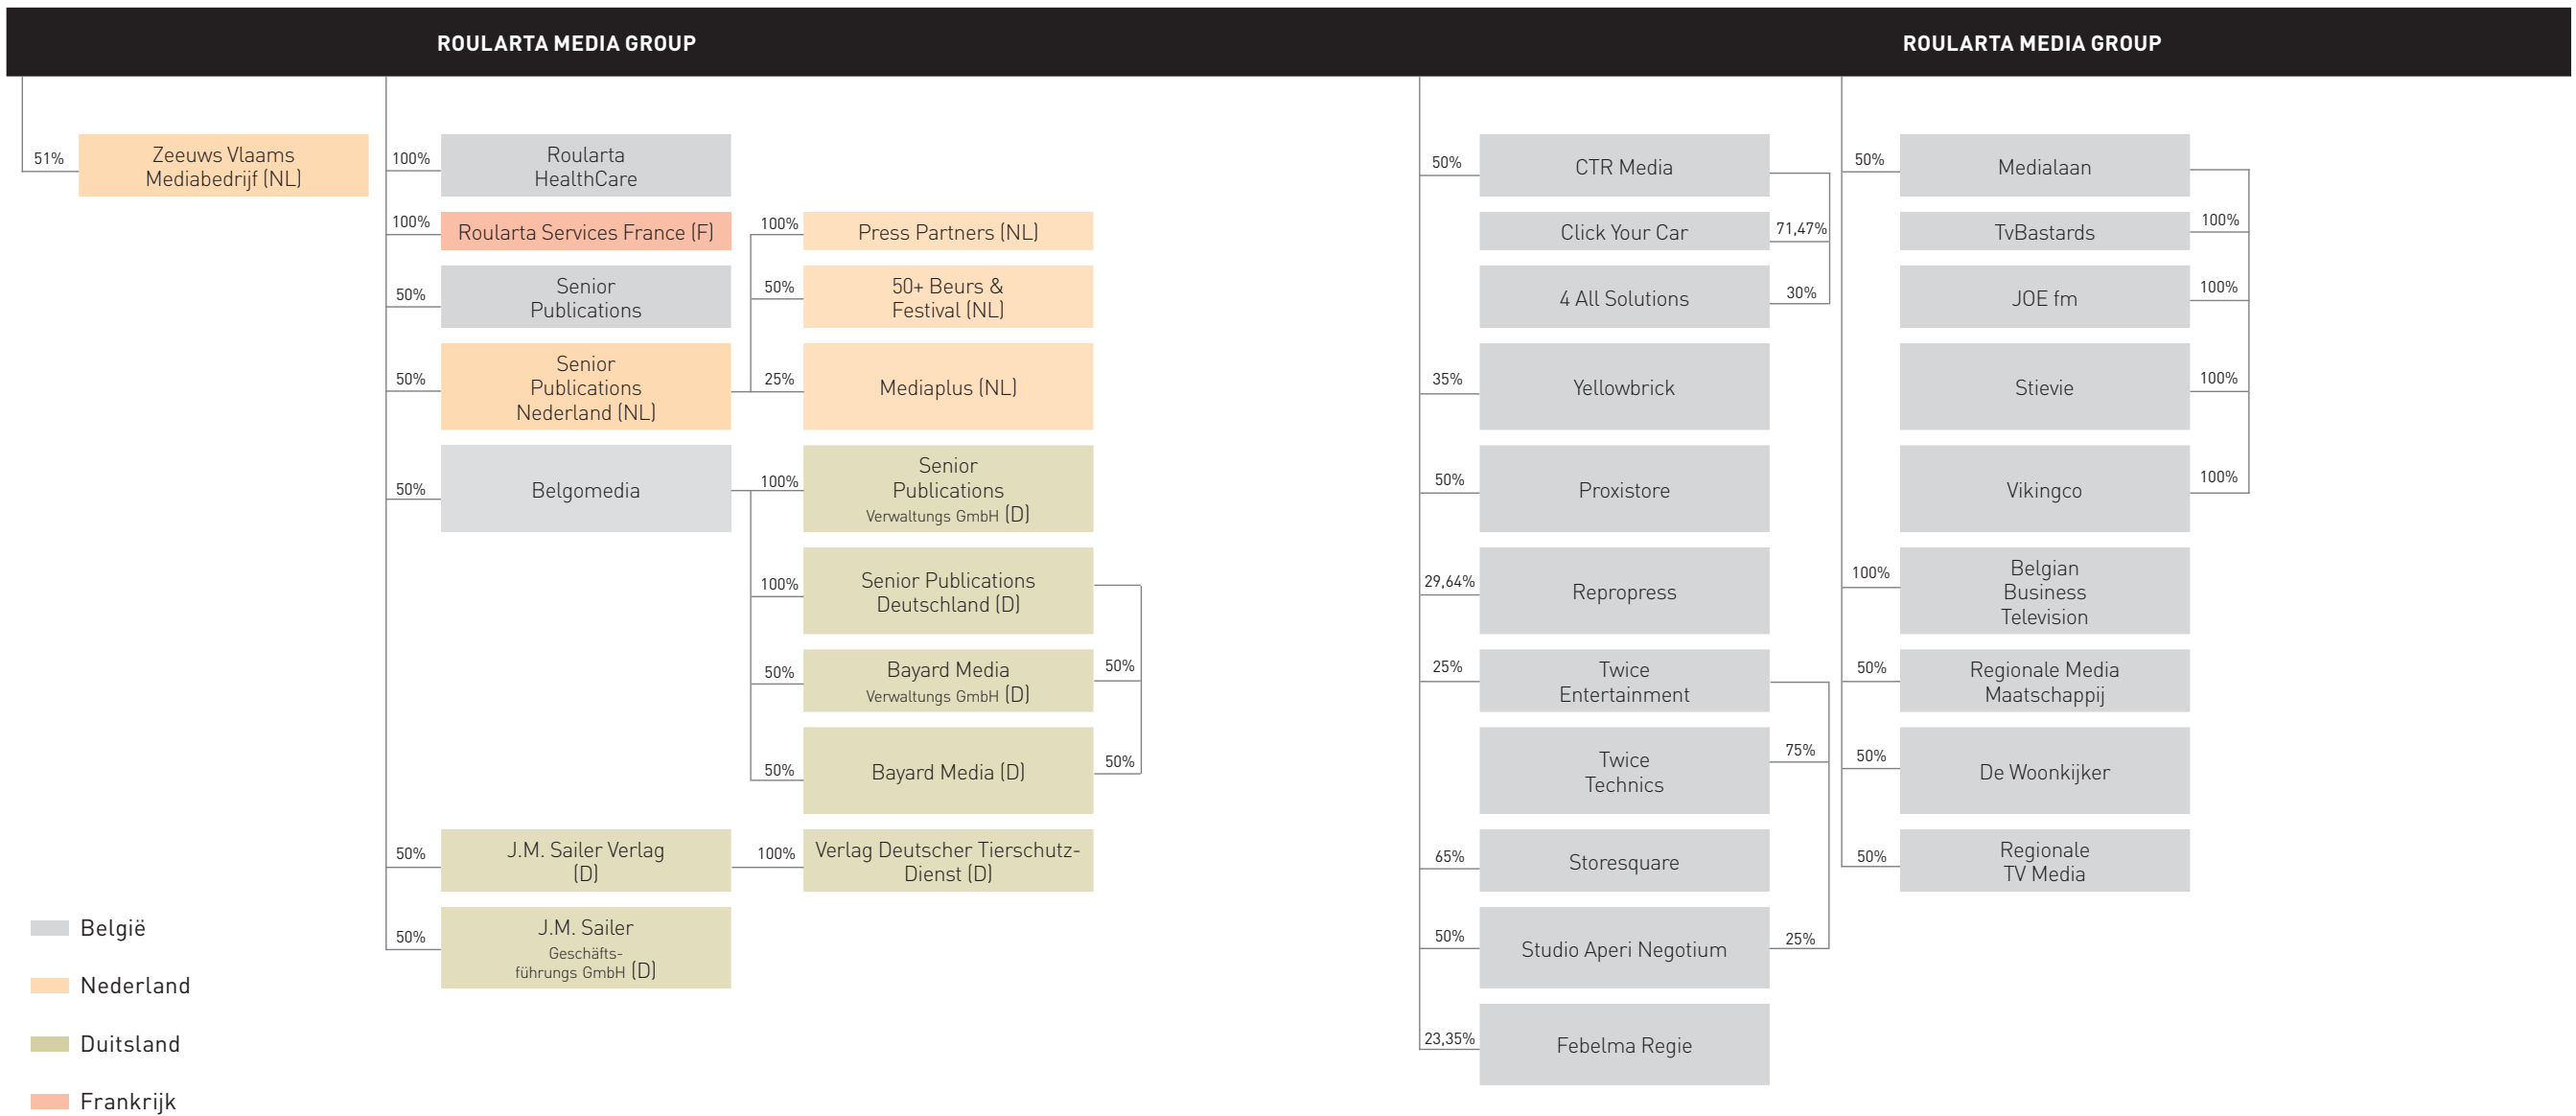 ROULARTA MEDIA GROUP
ROULARTA MEDIA GROUP
51%
Zeeuws Vlaams
Mediabedrijf (NL)
100%
Roularta
HealthCare
100%
Roularta Services France (F)
50%
Senior
Publications
50%
Senior
Publications
Nederland (NL)
100%
Press Partners (NL)
50%
50+ Beurs &
Festival (NL)
25%
Mediaplus (NL)
50%
Belgomedia
100%
Senior
Publications
Verwaltungs GmbH (D)
100%
Senior Publications
Deutschland (D)
50%
Bayard Media
Verwaltungs GmbH (D)
50%
50%
Bayard Media (D)
50%
50%
J.M. Sailer Verlag
(D)
100%
Verlag Deutscher Tierschutz-
Dienst (D)
50%
J.M. Sailer
Geschäfts-
führungs GmbH (D)
België
Nederland
Duitsland
Frankrijk
50%
CTR Media
Click Your Car
71,47%
4 All Solutions
30%
35%
Yellowbrick
50%
Proxistore
29,64%
Repropress
25%
Twice
Entertainment
Twice
Technics
75%
65%
Storesquare
50%
Studio Aperi Negotium
25%
23,35%
Febelma Regie
50%
Medialaan
TvBastards
100%
JOE fm
100%
Stievie
100%
Vikingco
100%
100%
Belgian
Business
Television
50%
Regionale Media
Maatschappij
50%
De Woonkijker
50%
Regionale
TV Media